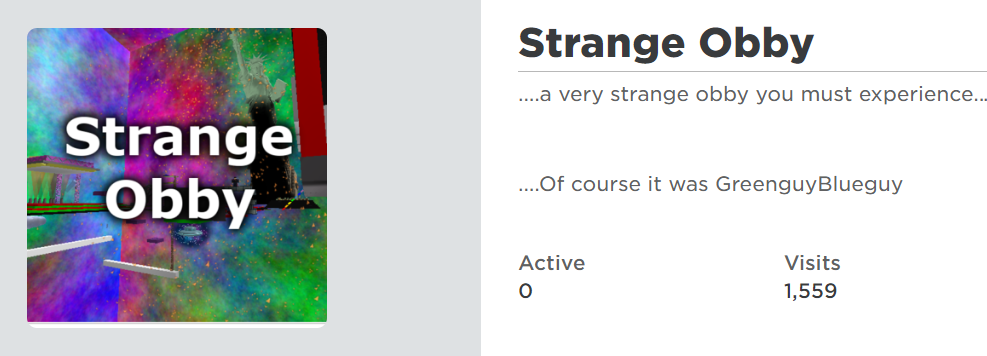 Strange
Obby
Strange Obby
....a very strange obby you must experience...
....Of course it was GreenguyBlueguy
Active
Visits
0
1,559